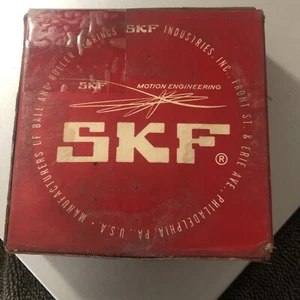 SKF INDUSTRIES, INC., FRONT ST. & ERIE AVE., PHILADELPHIA, PA., U.S.A. · MANUFACTURERS OF BALL AND ROLLER BEARINGS
SKF MOTION ENGINEERING
SKF®